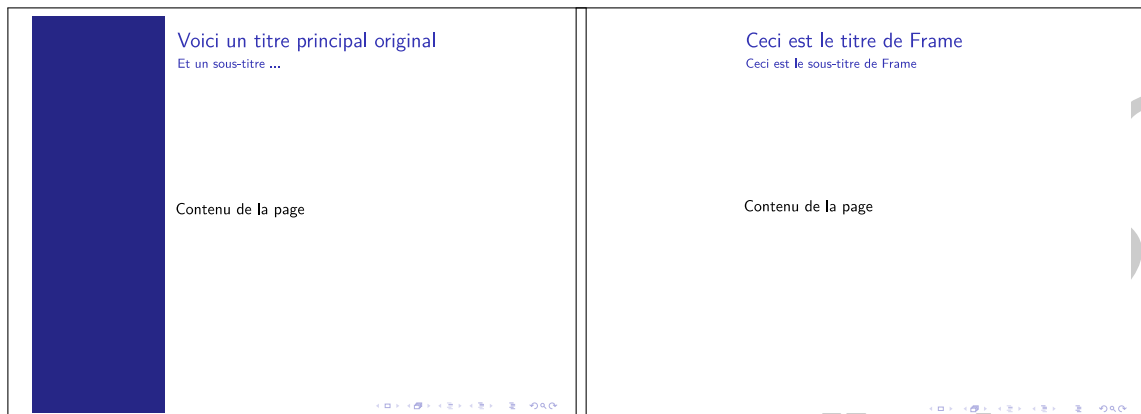 Voici un titre principal original
Et un sous-titre ...
Contenu de la page
Ceci est le titre de Frame
Ceci est le sous-titre de Frame
Contenu de la page